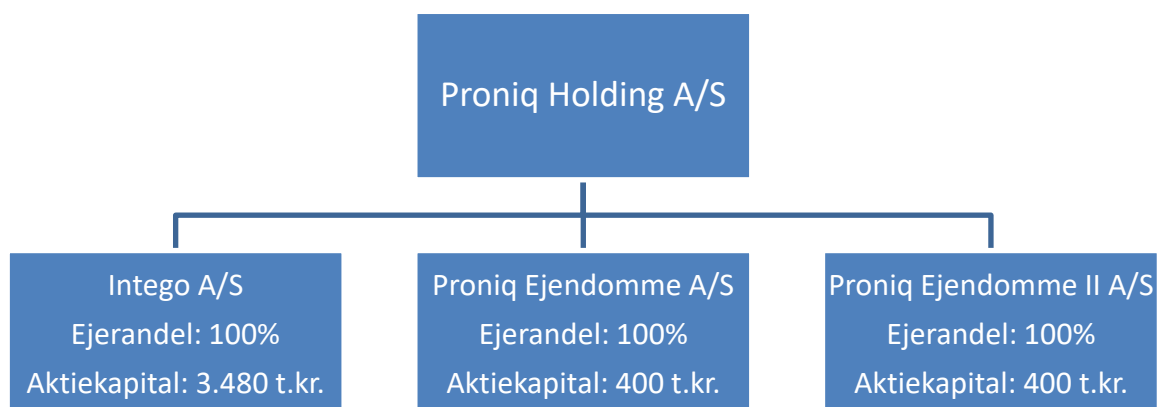 Proniq Holding A/S
Intego A/S
Ejerandel: 100%
Aktiekapital: 3.480 t.kr.
Proniq Ejendomme A/S
Ejerandel: 100%
Aktiekapital: 400 t.kr.
Proniq Ejendomme II A/S
Ejerandel: 100%
Aktiekapital: 400 t.kr.